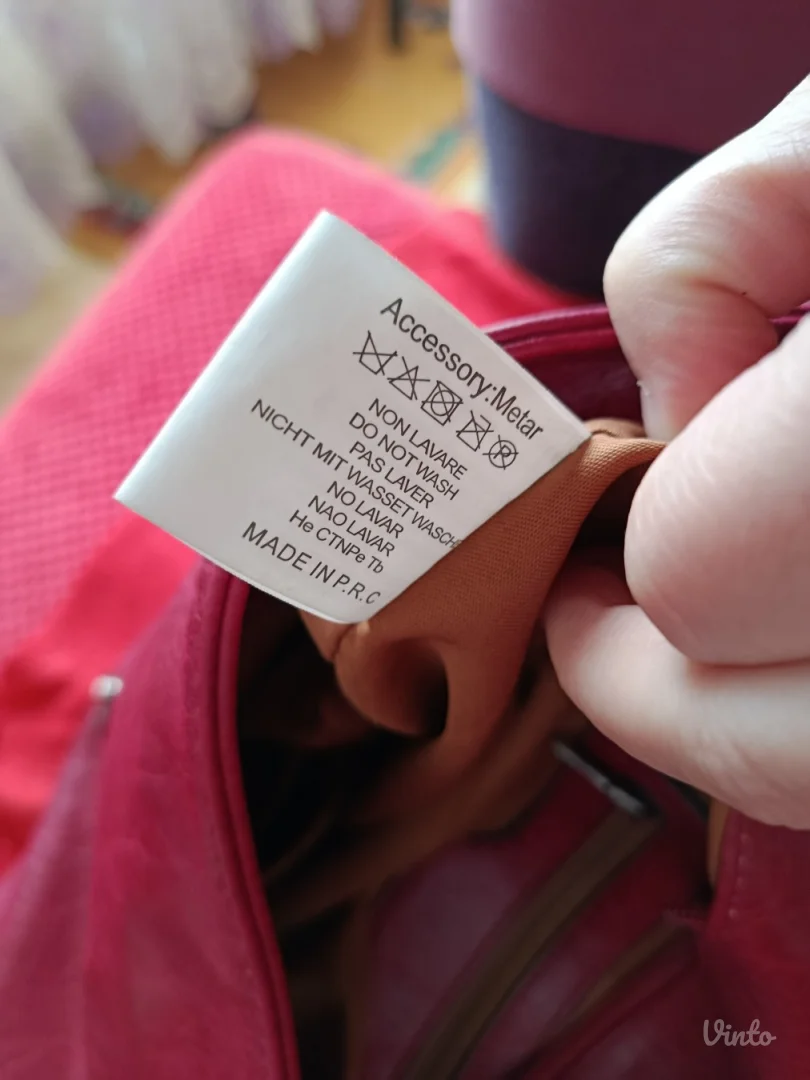 Accessory:Metar
P
NON LAVARE
DO NOT WASH
PAS LAVER
NICHT MIT WASSET WASCHE
NO LAVAR
NAO LAVAR
He CTNPe Tb
MADE IN P.R.C
Vinto